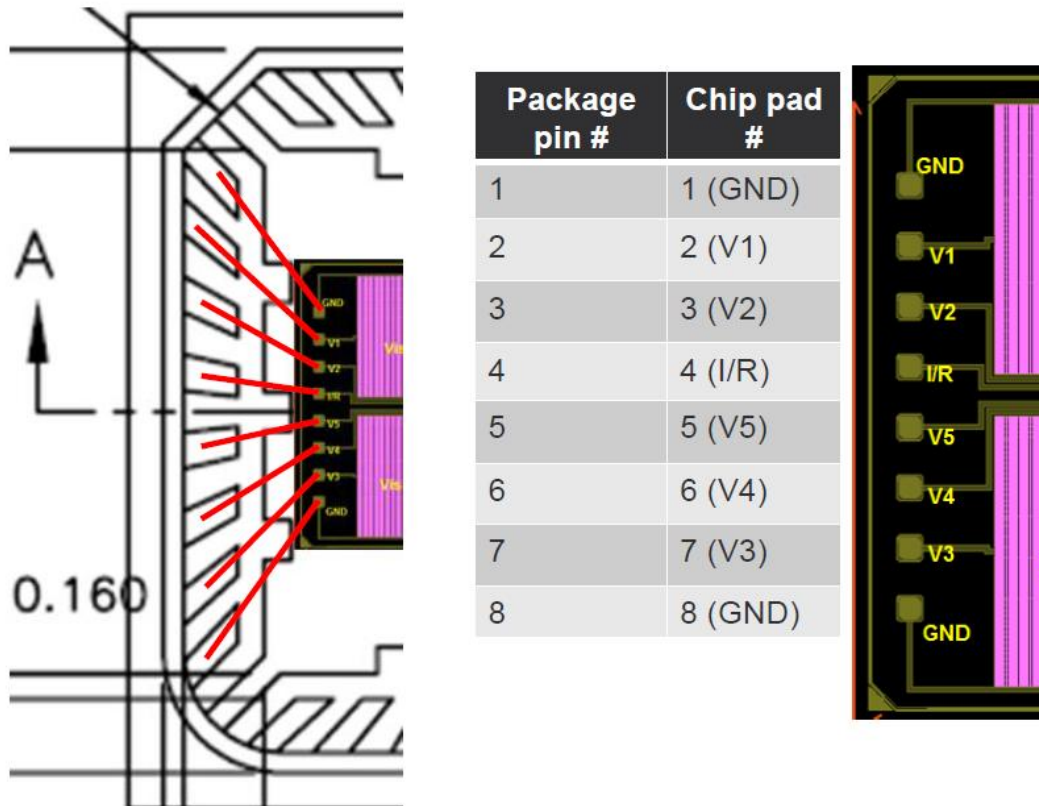 A
0.160
GND
V1
V2
I/R
V5
V4
V3
GND
Vis
Vis
Package pin #
Chip pad #
1
1 (GND)
2
2 (V1)
3
3 (V2)
4
4 (I/R)
5
5 (V5)
6
6 (V4)
7
7 (V3)
8
8 (GND)
GND
V1
V2
I/R
V5
V4
V3
GND